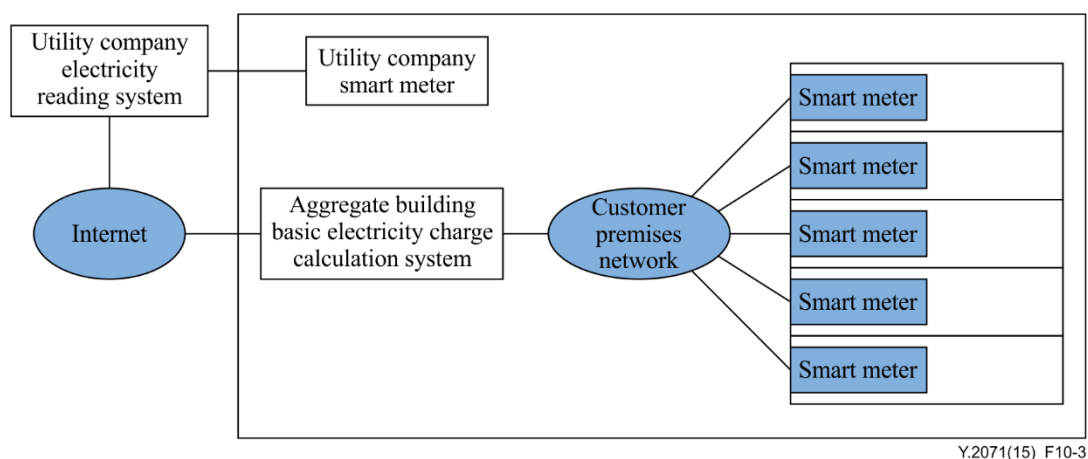 Utility company
electricity
reading system
Utility company
smart meter
Internet
Aggregate building
basic electricity charge
calculation system
Customer
premises
network
Smart meter
Smart meter
Smart meter
Smart meter
Smart meter
Y.2071(15)_F10-3